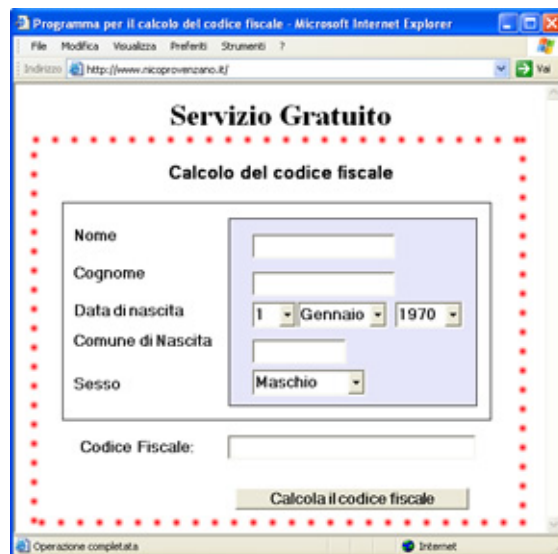 Programma per il calcolo del codice fiscale - Microsoft Internet Explorer
File Modifica Visualizza Preferiti Strumenti ?
Indirizzo http://www.nicoprovenzano.it/ Vai
Servizio Gratuito
Calcolo del codice fiscale
Nome
Cognome
Data di nascita 1 Gennaio 1970
Comune di Nascita
Sesso Maschio
Codice Fiscale:
Calcola il codice fiscale
Operazione completata Internet